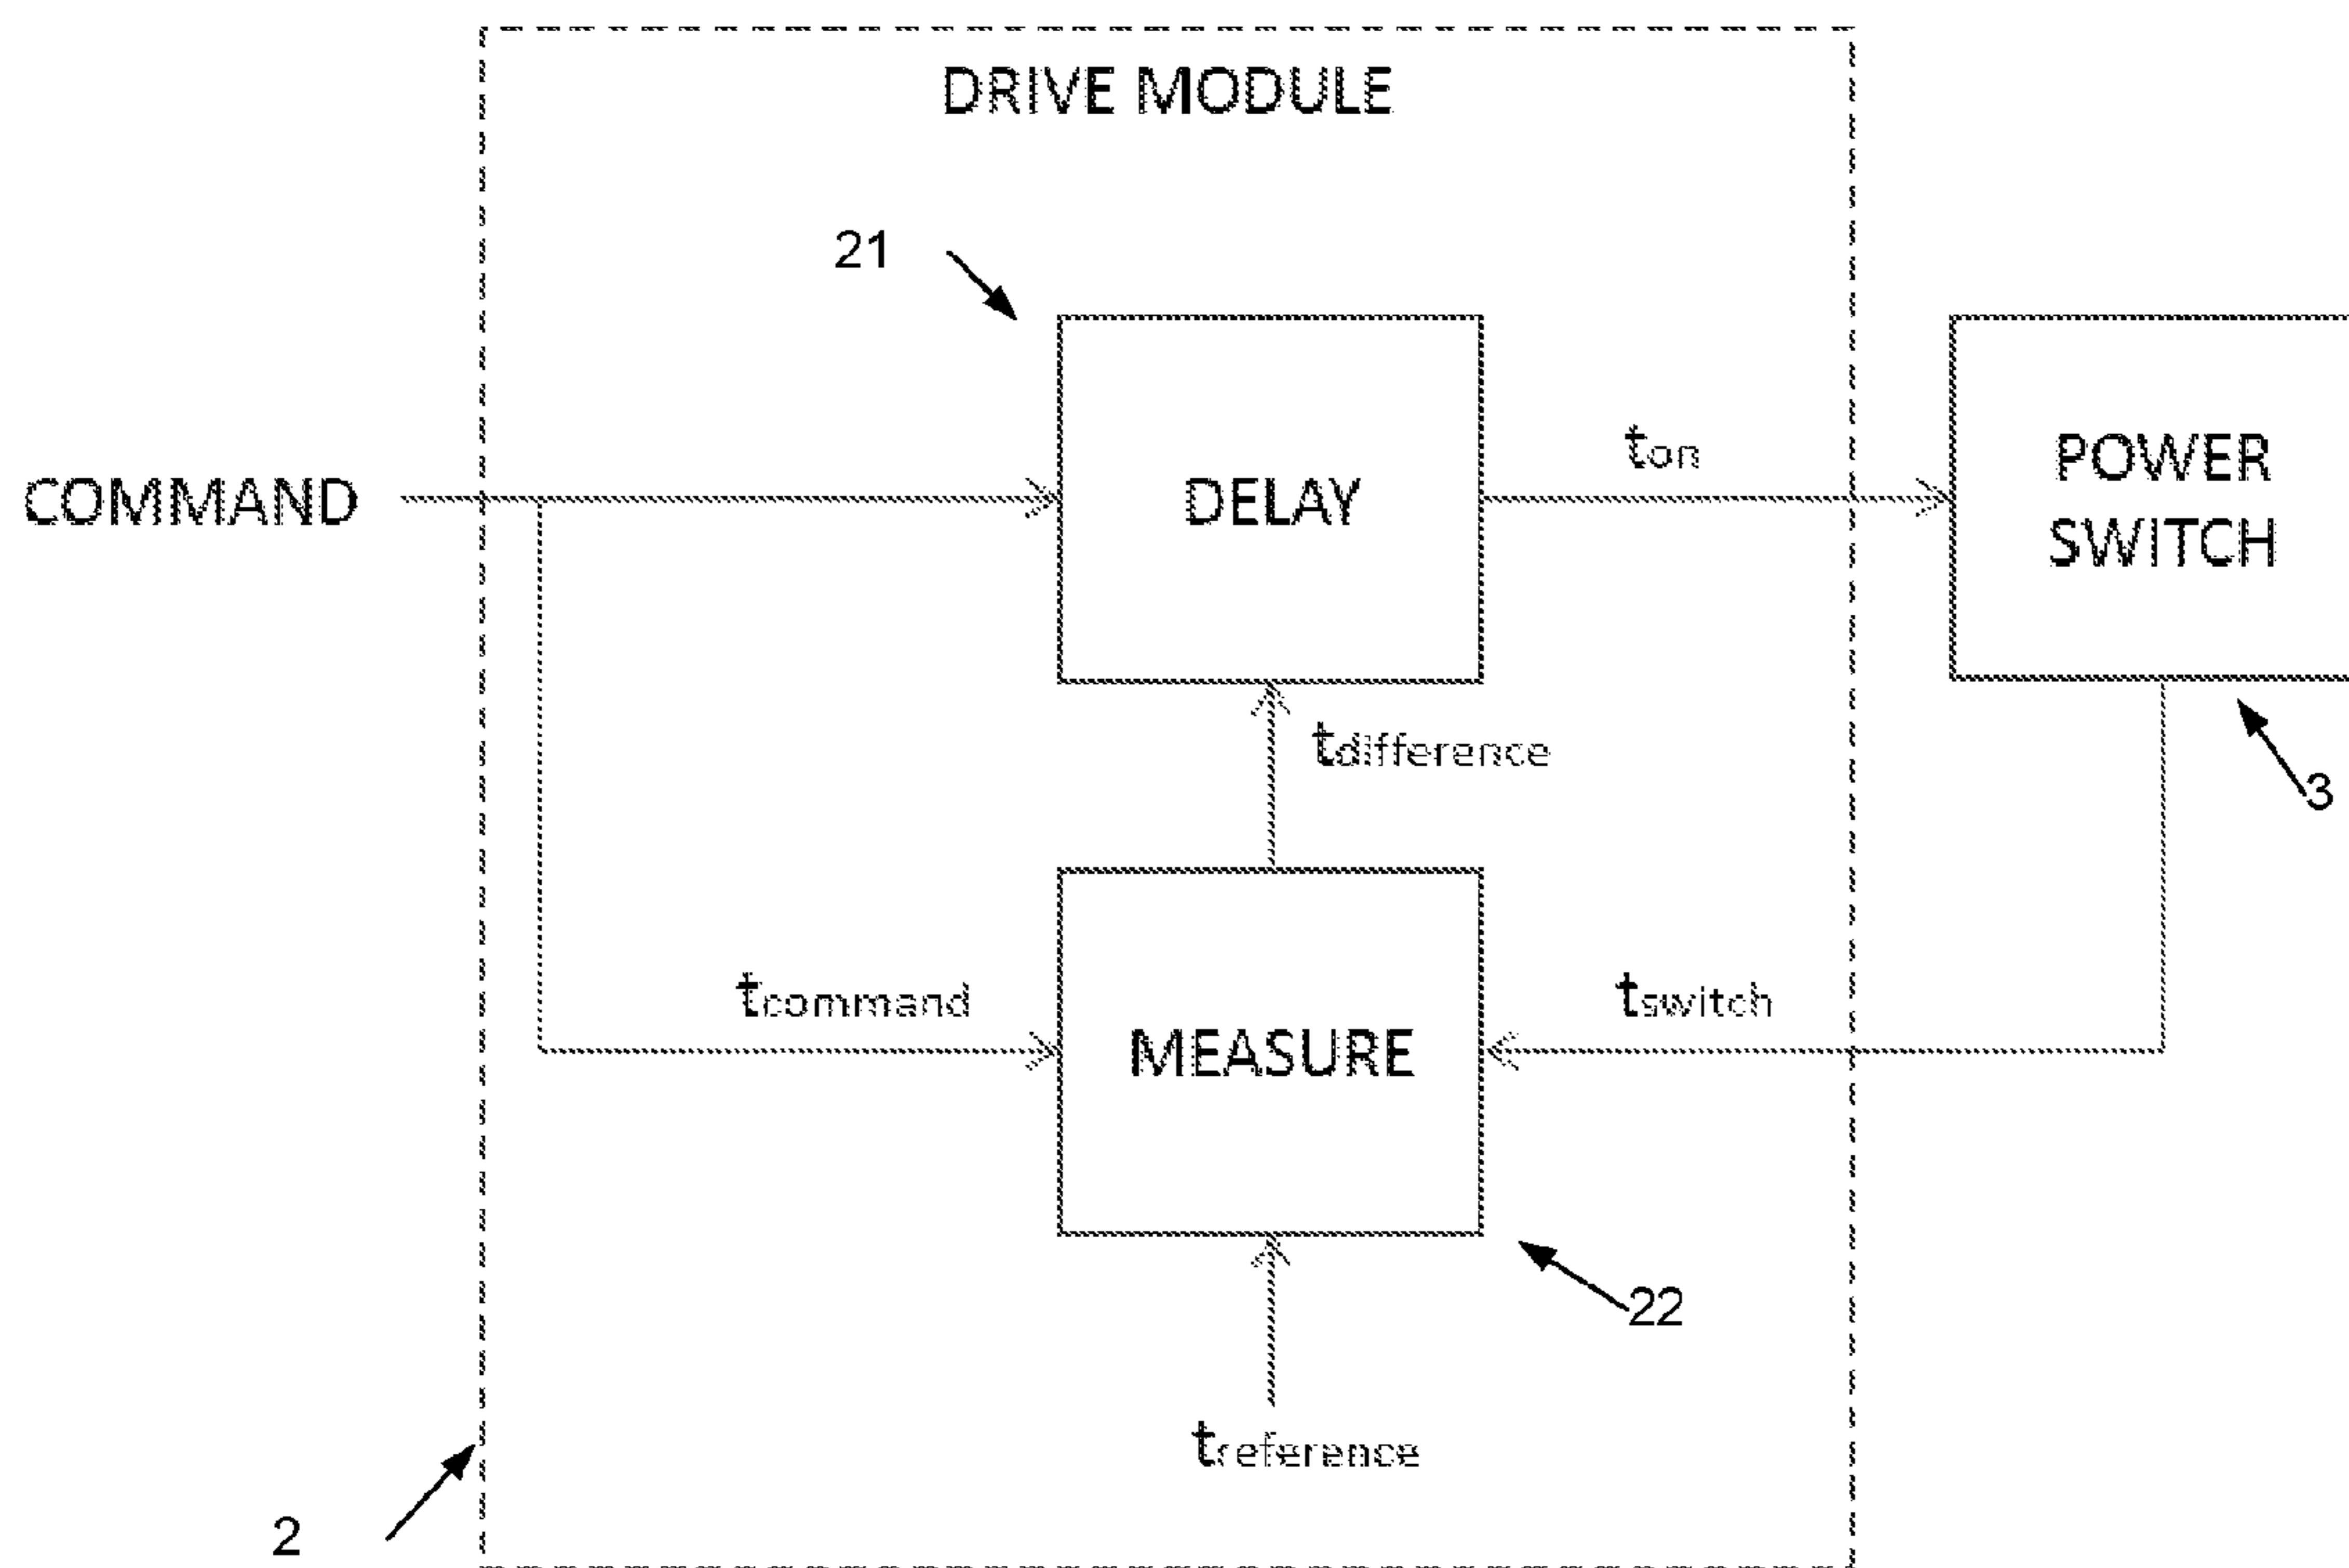 DRIVE MODULE
21
COMMAND
DELAY
ton
POWER
SWITCH
tdifference
3
tcommand
MEASURE
tswitch
22
treference
2